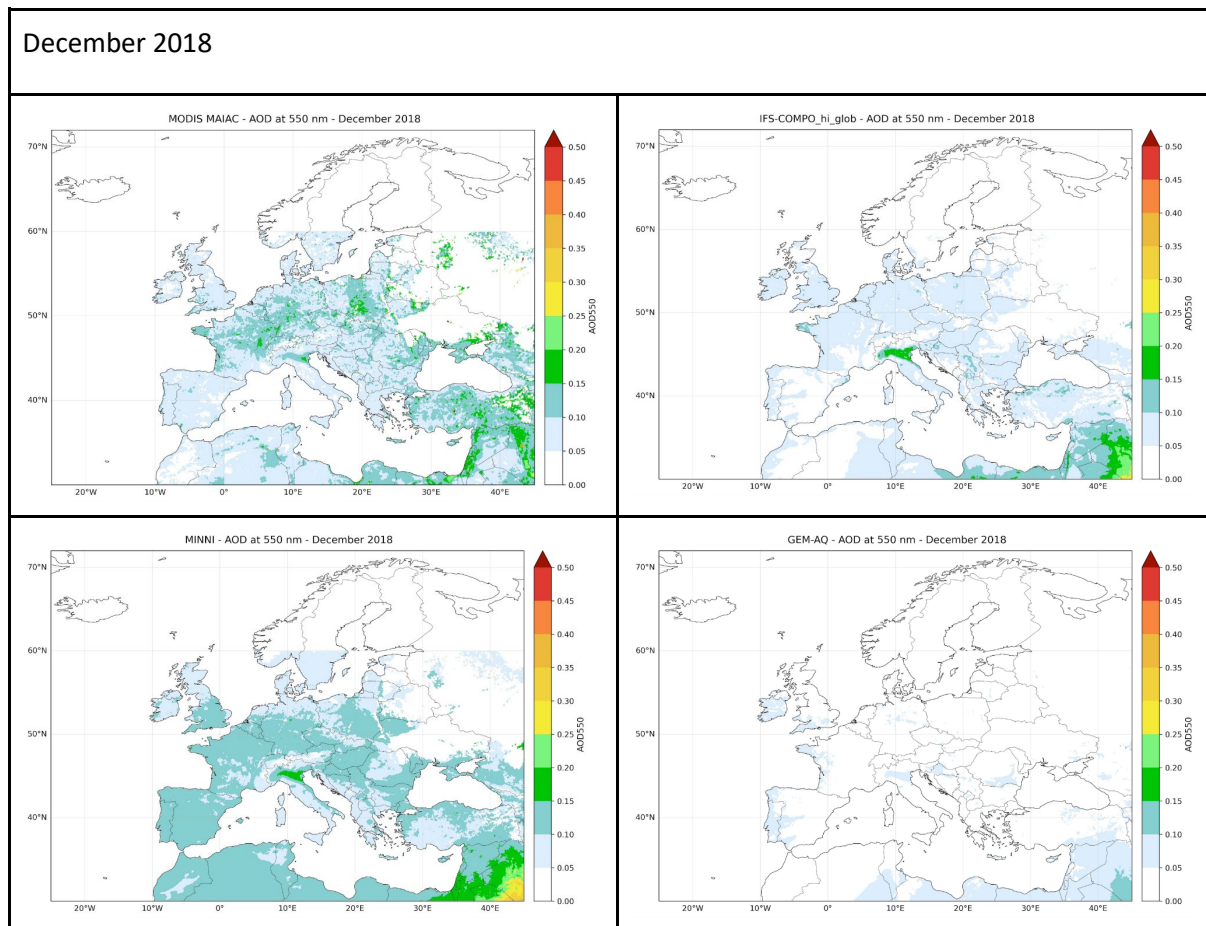 December 2018
MODIS MAIAC - AOD at 550 nm - December 2018
70°N
60°N
50°N
40°N
20°W 10°W 0° 10°E 20°E 30°E 40°E
0.50
0.45
0.40
0.35
0.30
0.25
0.20
0.15
0.10
0.05
0.00
AOD550
IFS-COMPO_hi_glob - AOD at 550 nm - December 2018
70°N
60°N
50°N
40°N
20°W 10°W 0° 10°E 20°E 30°E 40°E
0.50
0.45
0.40
0.35
0.30
0.25
0.20
0.15
0.10
0.05
0.00
AOD550
MINNI - AOD at 550 nm - December 2018
70°N
60°N
50°N
40°N
20°W 10°W 0° 10°E 20°E 30°E 40°E
0.50
0.45
0.40
0.35
0.30
0.25
0.20
0.15
0.10
0.05
0.00
AOD550
GEM-AQ - AOD at 550 nm - December 2018
70°N
60°N
50°N
40°N
20°W 10°W 0° 10°E 20°E 30°E 40°E
0.50
0.45
0.40
0.35
0.30
0.25
0.20
0.15
0.10
0.05
0.00
AOD550